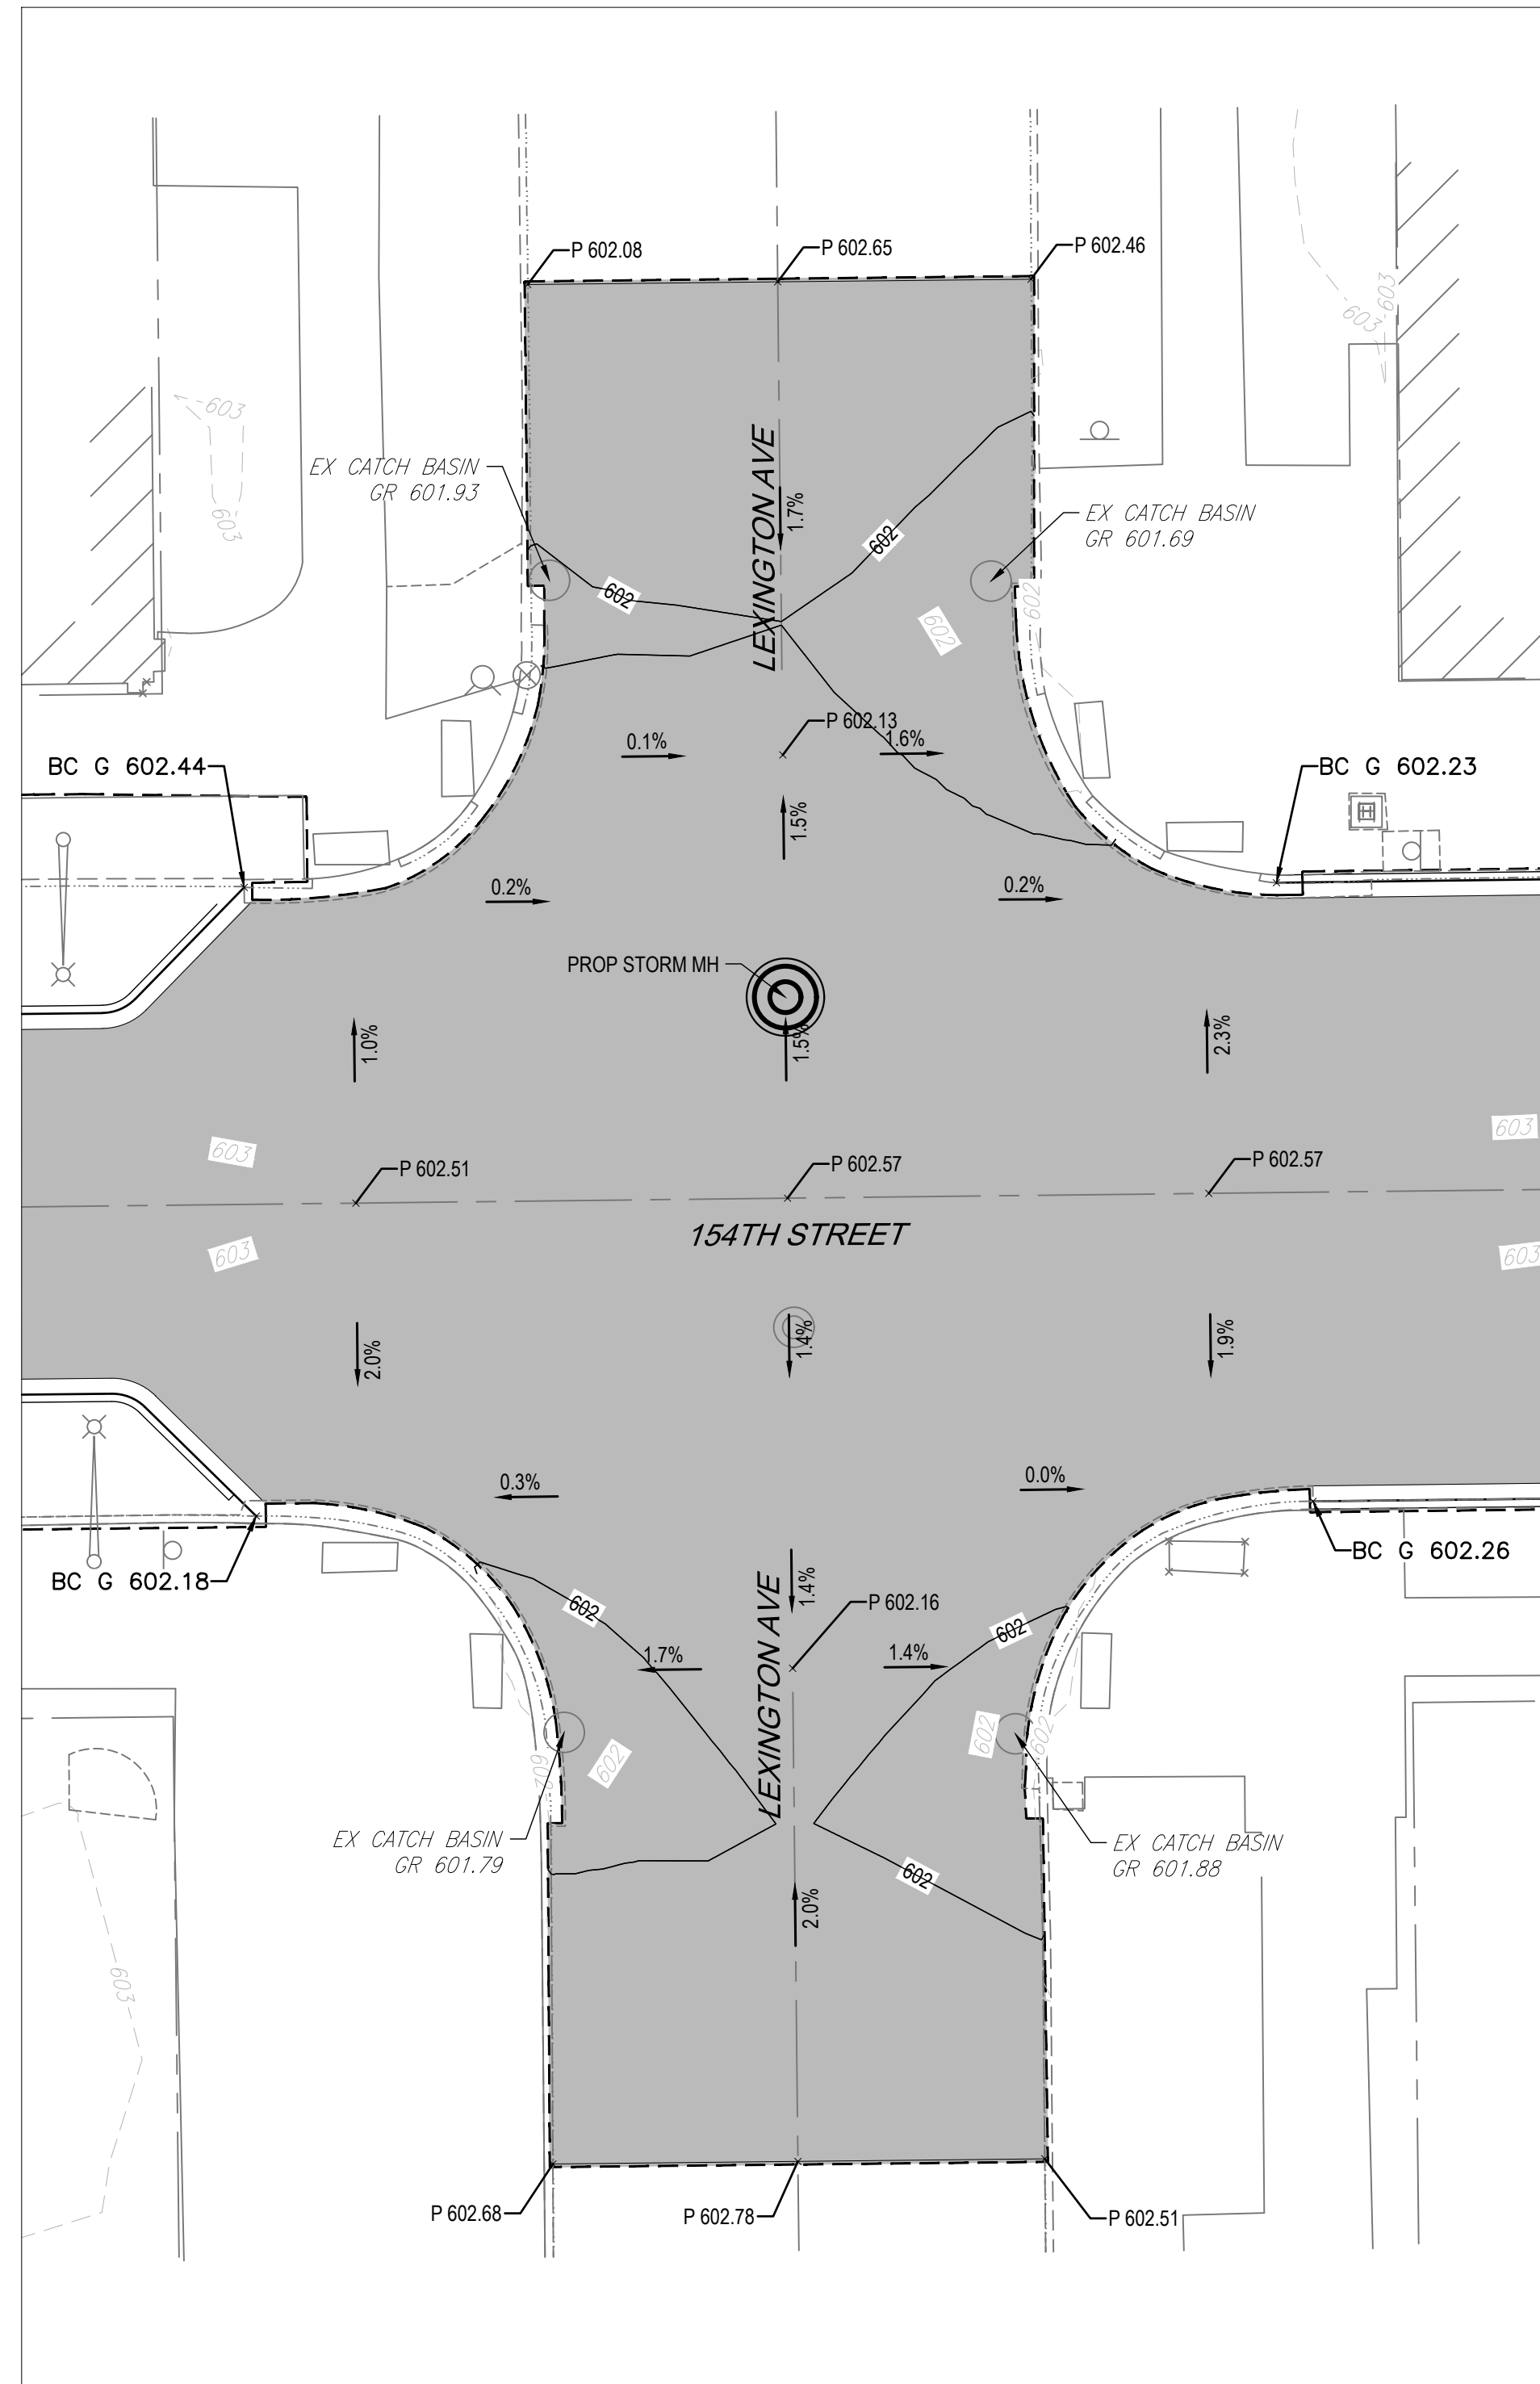 P 602.08
P 602.65
P 602.46
603
603
603
603
EX CATCH BASIN
GR 601.93
LEXINGTON AVE
1.7%
602
EX CATCH BASIN
GR 601.69
602
602
602
P 602.13
0.1%
1.6%
BC G 602.44
BC G 602.23
H
1.5%
0.2%
0.2%
PROP STORM MH
1.0%
1.5%
2.3%
603
603
P 602.51
P 602.57
P 602.57
154TH STREET
603
603
2.0%
1.4%
1.9%
0.3%
0.0%
BC G 602.18
BC G 602.26
1.4%
602
P 602.16
602
1.7%
1.4%
LEXINGTON AVE
602
602
602
602
EX CATCH BASIN
GR 601.79
EX CATCH BASIN
GR 601.88
602
2.0%
603
P 602.68
P 602.78
P 602.51